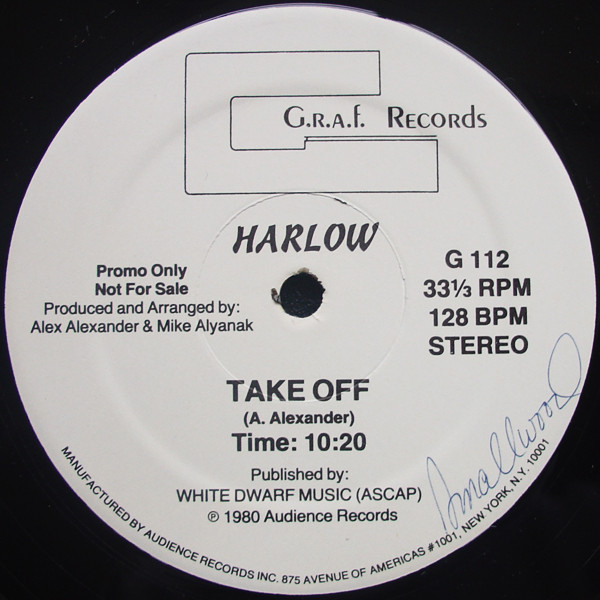 G.R.A.F. RECORDS
HARLOW
Promo Only
Not For Sale
Produced and Arranged by:
Alex Alexander & Mike Alyanak
G 112
33⅓ RPM
128 BPM
STEREO
TAKE OFF
(A. Alexander)
Time: 10:20
Published by:
WHITE DWARF MUSIC (ASCAP)
℗ 1980 Audience Records
Smallwood
MANUFACTURED BY AUDIENCE RECORDS INC. 875 AVENUE OF AMERICAS #1001, NEW YORK, N.Y. 10001